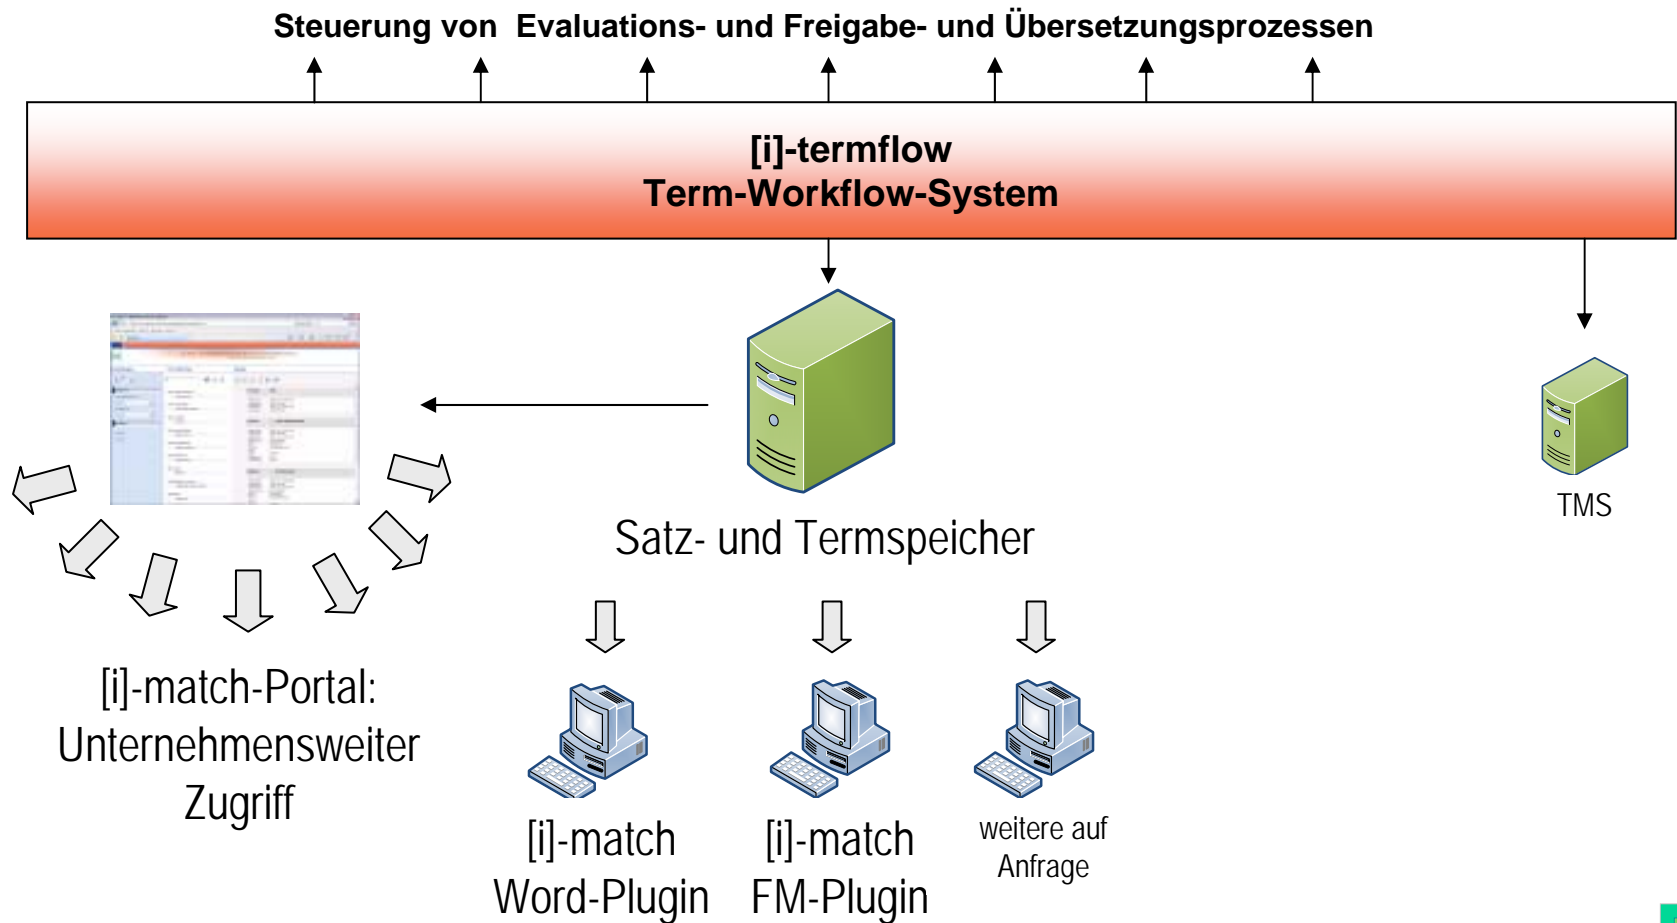 Steuerung von  Evaluations- und Freigabe- und Übersetzungsprozessen
[i]-termflow
Term-Workflow-System
TMS
Satz- und Termspeicher
[i]-match-Portal:
Unternehmensweiter
Zugriff
[i]-match
Word-Plugin
[i]-match
FM-Plugin
weitere auf
Anfrage